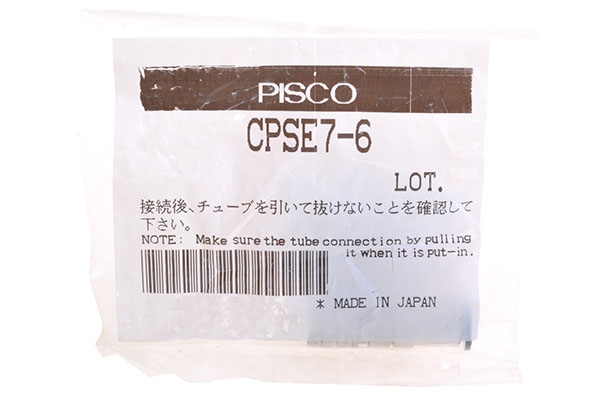 PISCO
CPSE7-6
LOT.
接続後、チューブを引いて抜けないことを確認して
下さい。
NOTE: Make sure the tube connection by pulling
it when it is put-in.
* MADE IN JAPAN